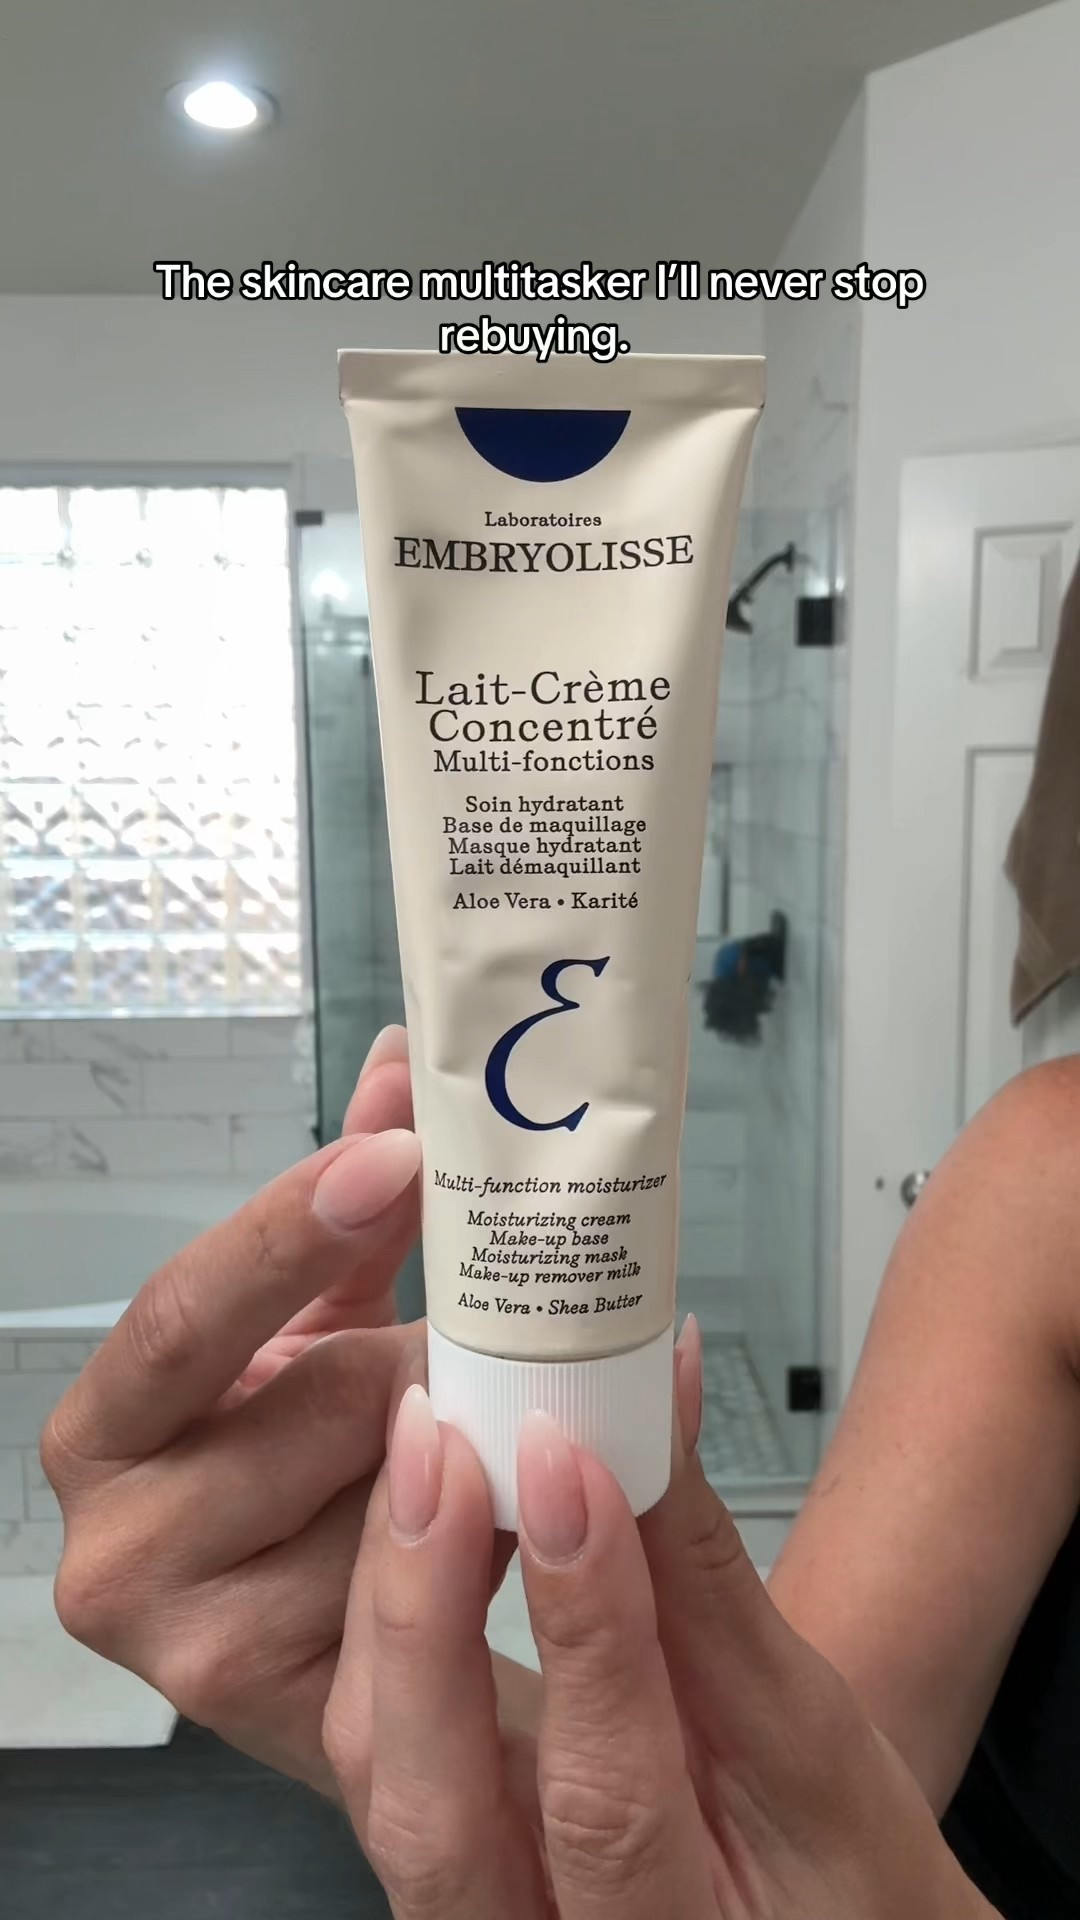 The skincare multitasker I'll never stop
rebuying.
Laboratoires
EMBRYOLISSE
Lait-Crème
Concentré
Multi-fonctions
Soin hydratant
Base de maquillage
Masque hydratant
Lait démaquillant
Aloe Vera • Karité
Multi-function moisturizer
Moisturizing cream
Make-up base
Moisturizing mask
Make-up remover milk
Aloe Vera • Shea Butter